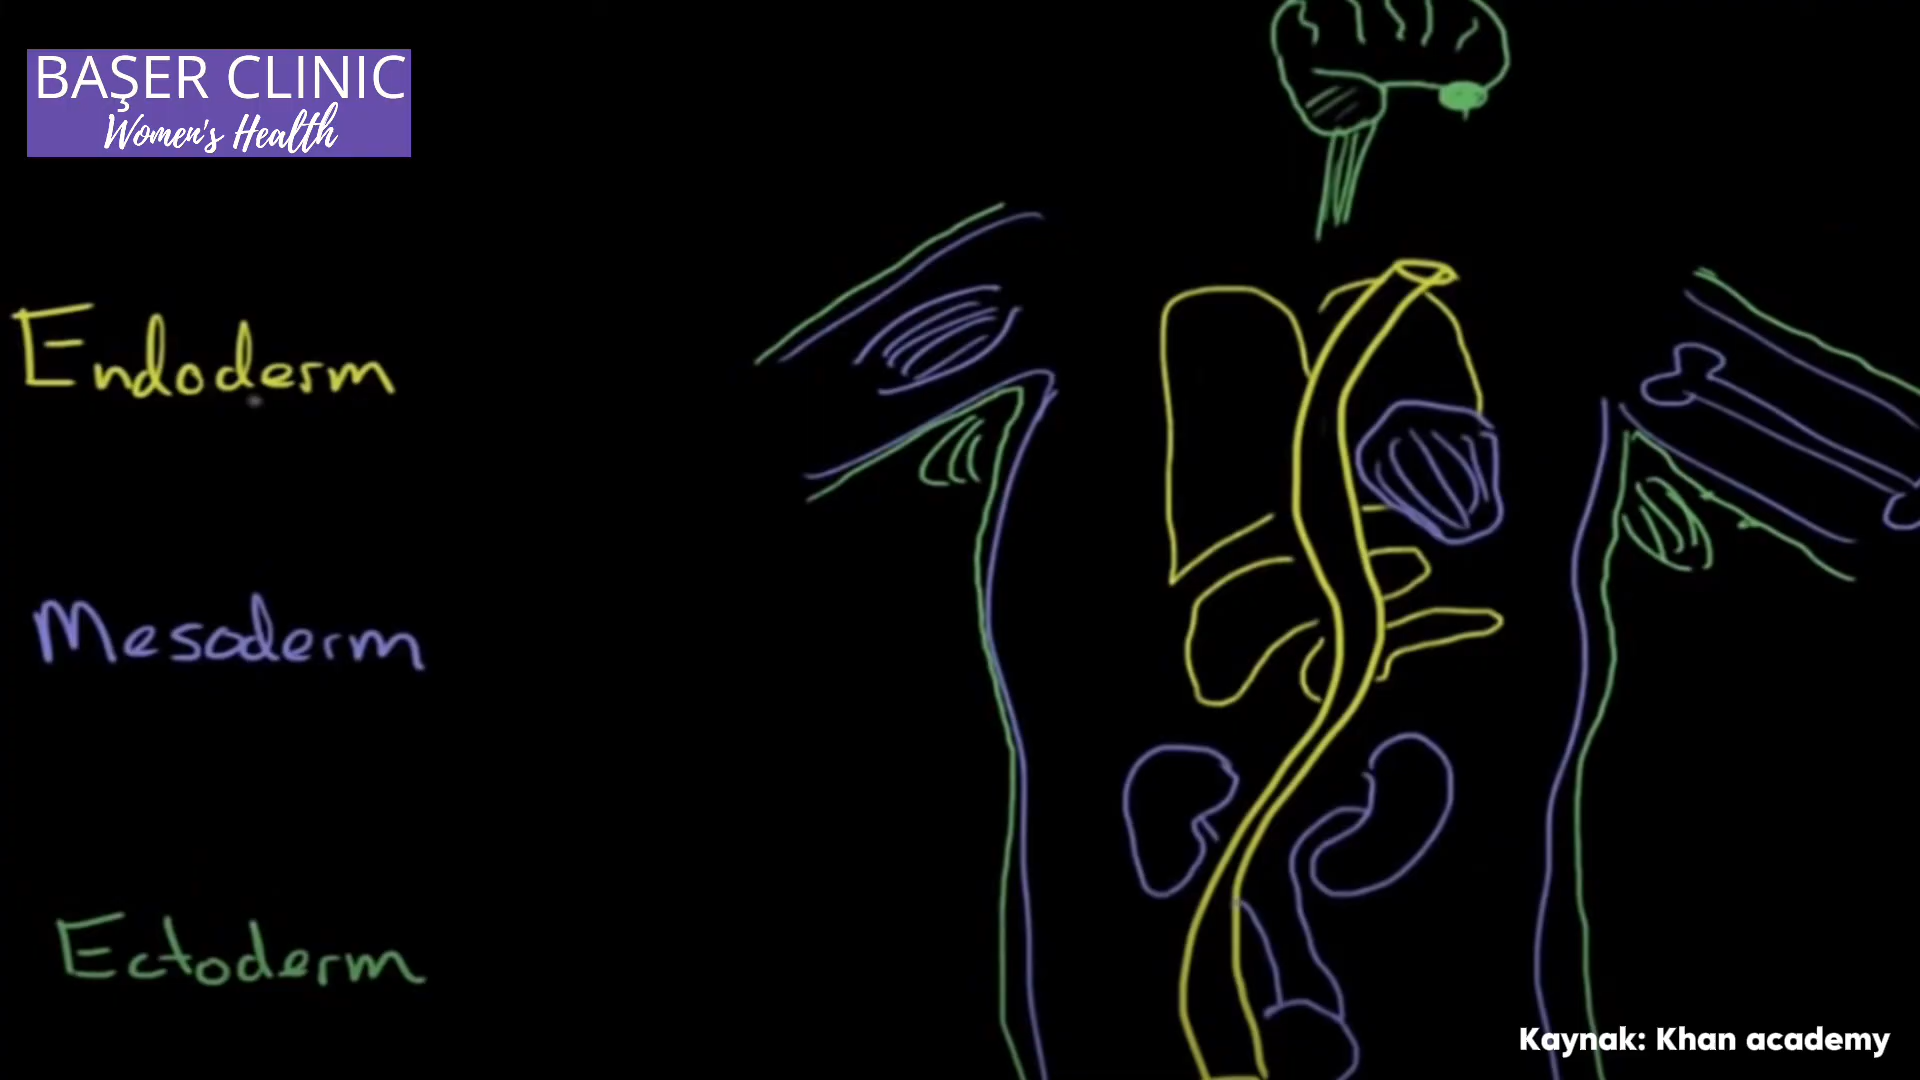 BAŞER CLINIC
Women's Health
Endoderm
Mesoderm
Ectoderm
Kaynak: Khan academy